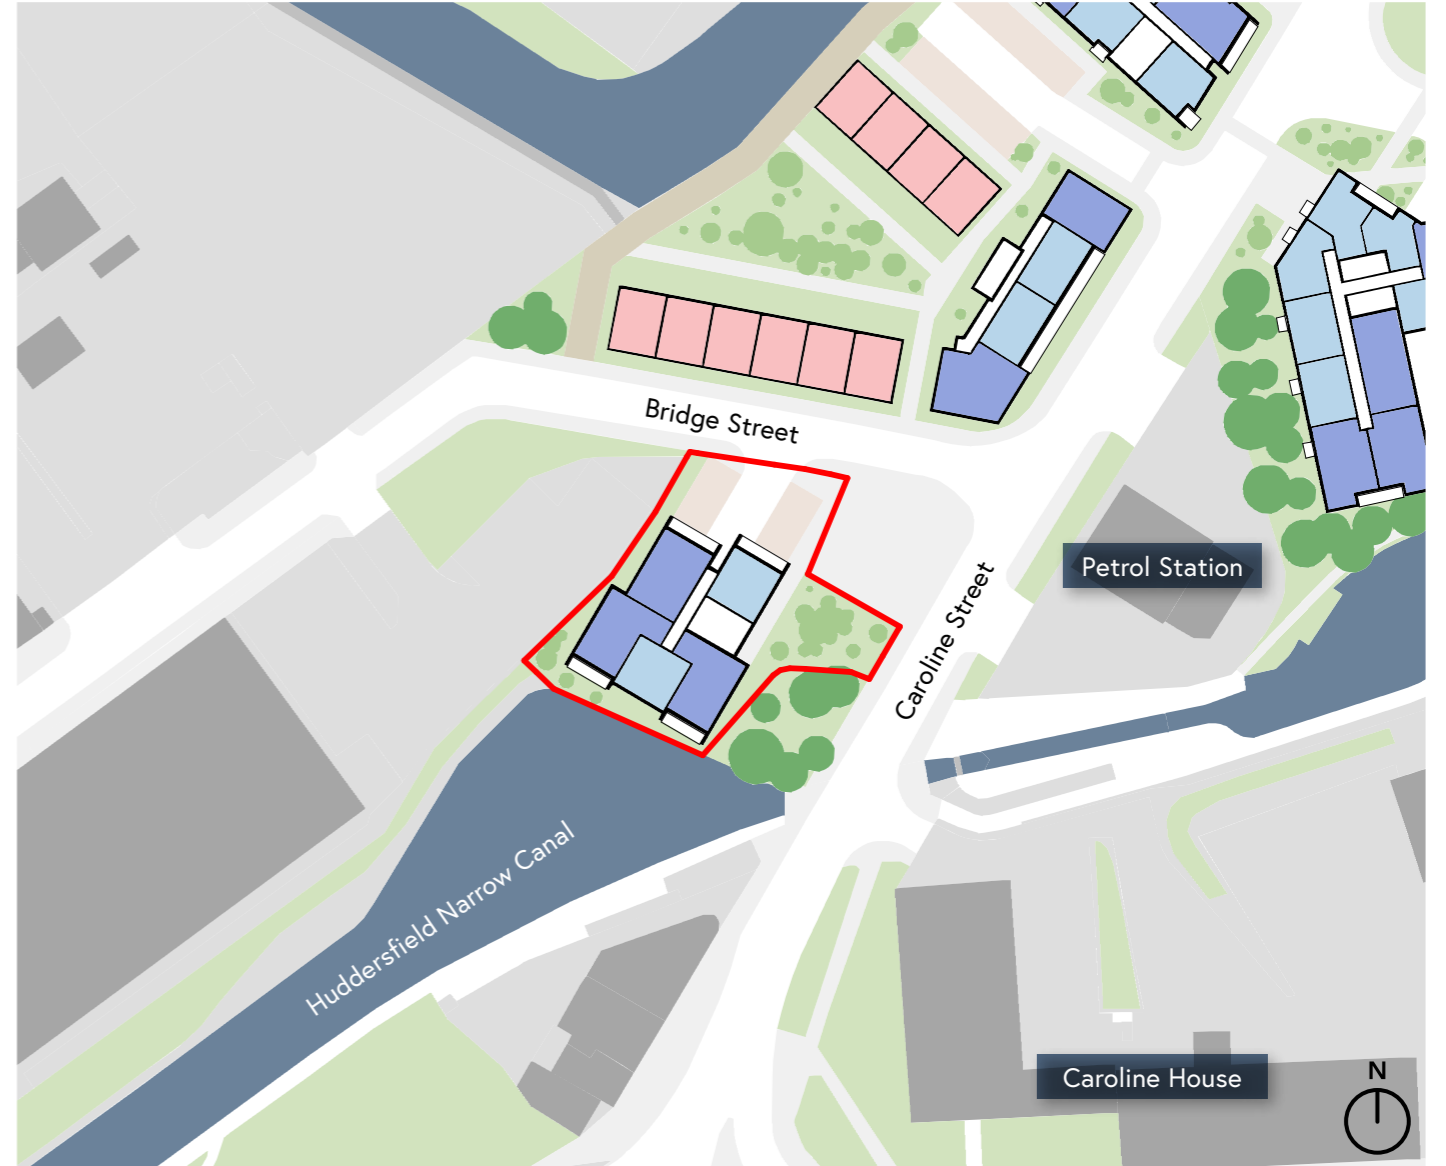 Bridge Street
Petrol Station
Caroline Street
Huddersfield Narrow Canal
Caroline House
N